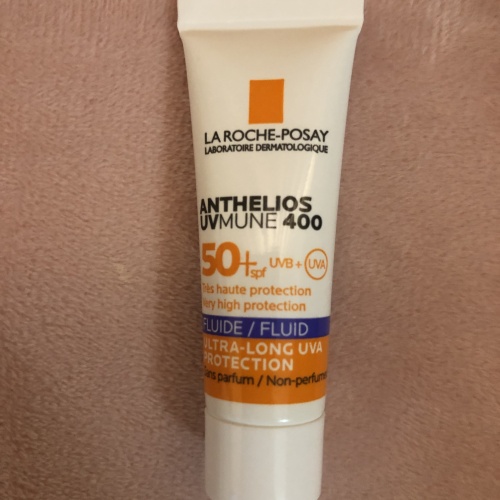 LA ROCHE-POSAY
LABORATOIRE DERMATOLOGIQUE
ANTHELIOS
UVMUNE 400
50+ spf UVB + UVA
Très haute protection
Very high protection
FLUIDE / FLUID
ULTRA-LONG UVA
PROTECTION
Sans parfum / Non-perfume